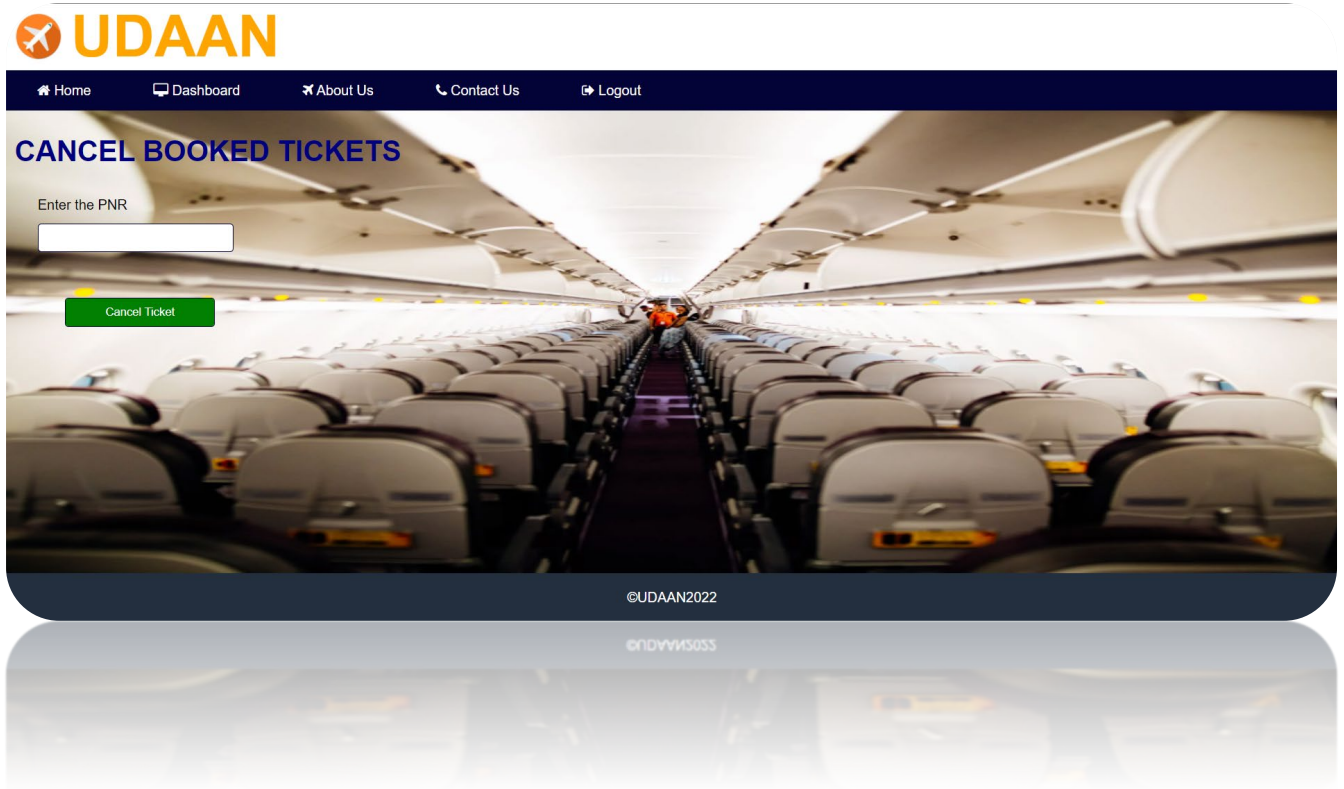 UDAAN
Home Dashboard About Us Contact Us Logout
CANCEL BOOKED TICKETS
Enter the PNR
Cancel Ticket
©UDAAN2022